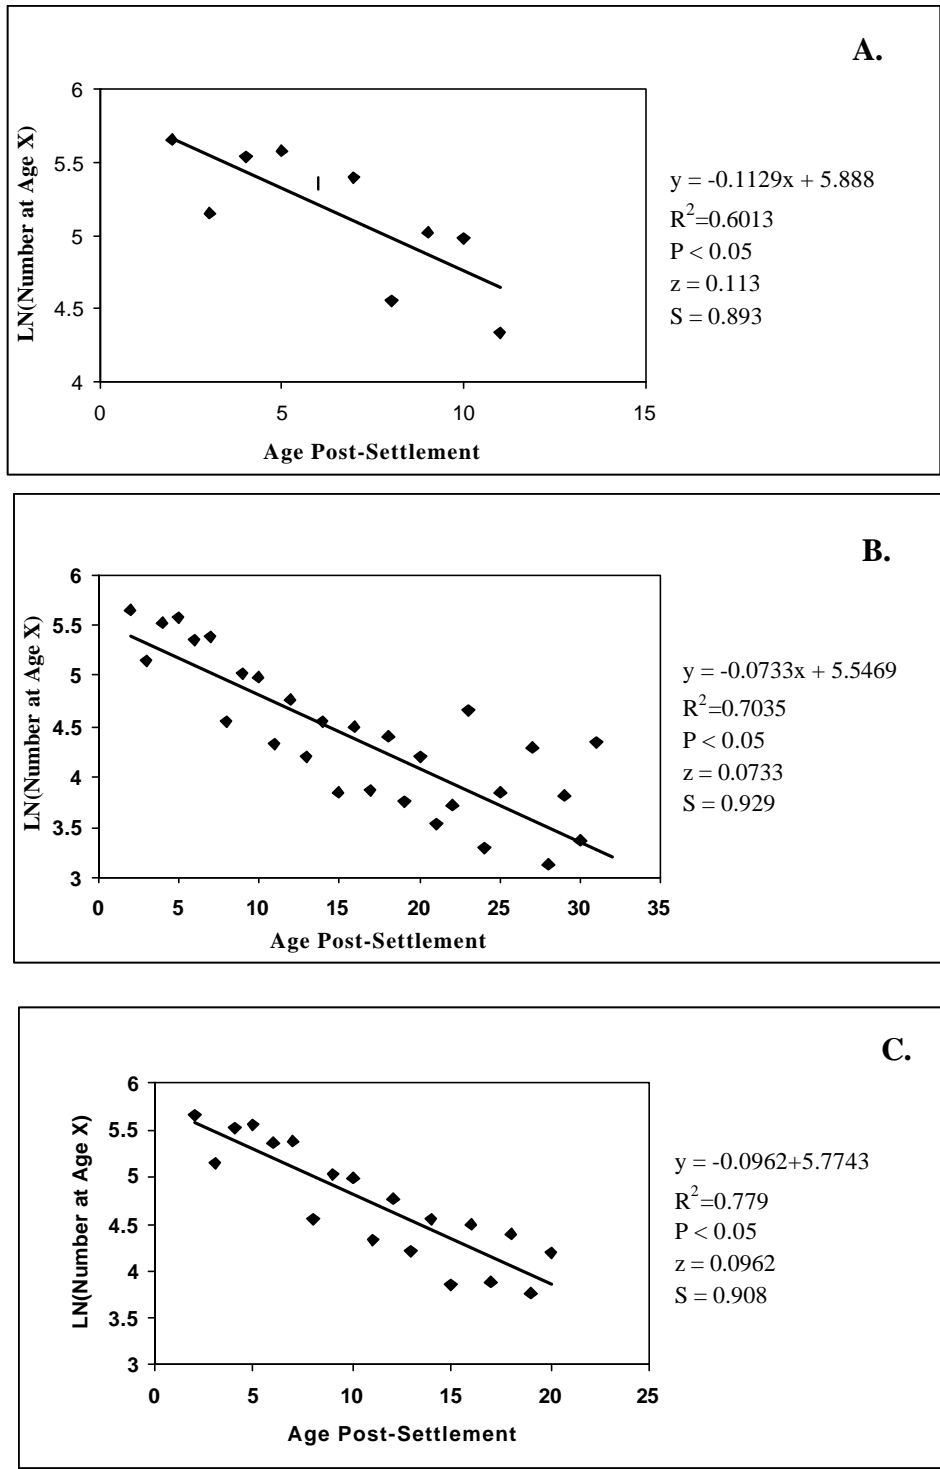 A.
6
5.5
5
4.5
4
0 5 10 15
LN(Number at Age X)
Age Post-Settlement
y = -0.1129x + 5.888
R²=0.6013
P < 0.05
z = 0.113
S = 0.893
B.
6
5.5
5
4.5
4
3.5
3
0 5 10 15 20 25 30 35
LN(Number at Age X)
Age Post-Settlement
y = -0.0733x + 5.5469
R²=0.7035
P < 0.05
z = 0.0733
S = 0.929
C.
6
5.5
5
4.5
4
3.5
3
0 5 10 15 20 25
LN(Number at Age X)
Age Post-Settlement
y = -0.0962+5.7743
R²=0.779
P < 0.05
z = 0.0962
S = 0.908